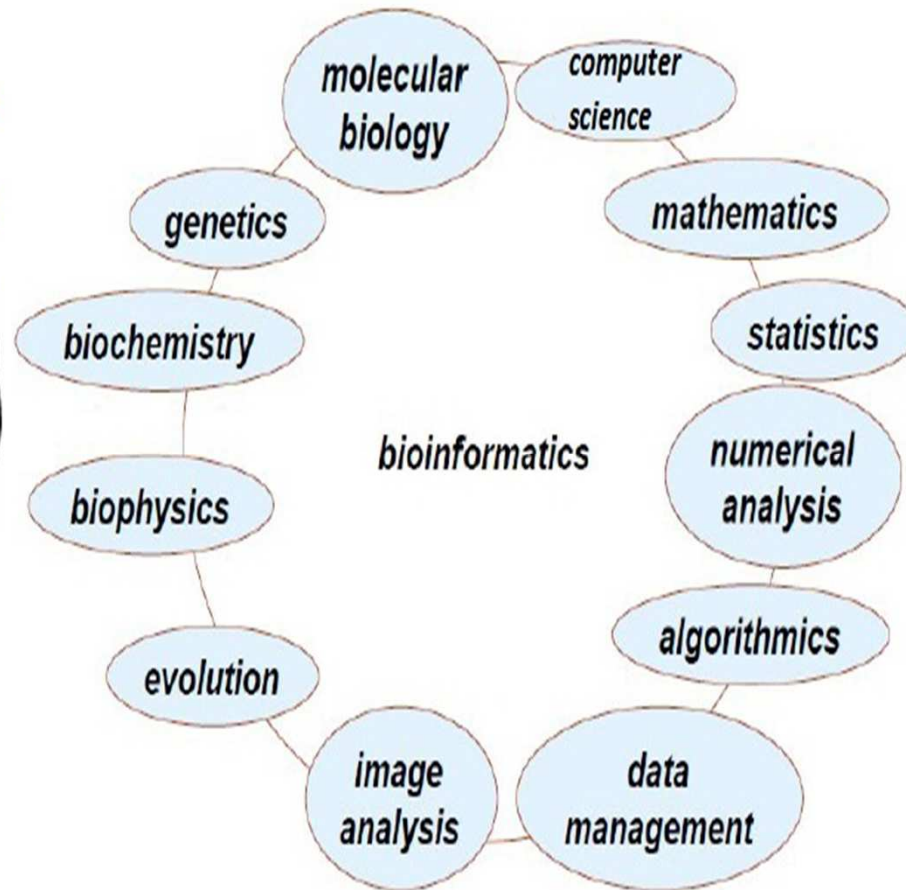 molecular
biology
computer
science
genetics
mathematics
biochemistry
statistics
bioinformatics
numerical
analysis
biophysics
algorithmics
evolution
image
analysis
data
management